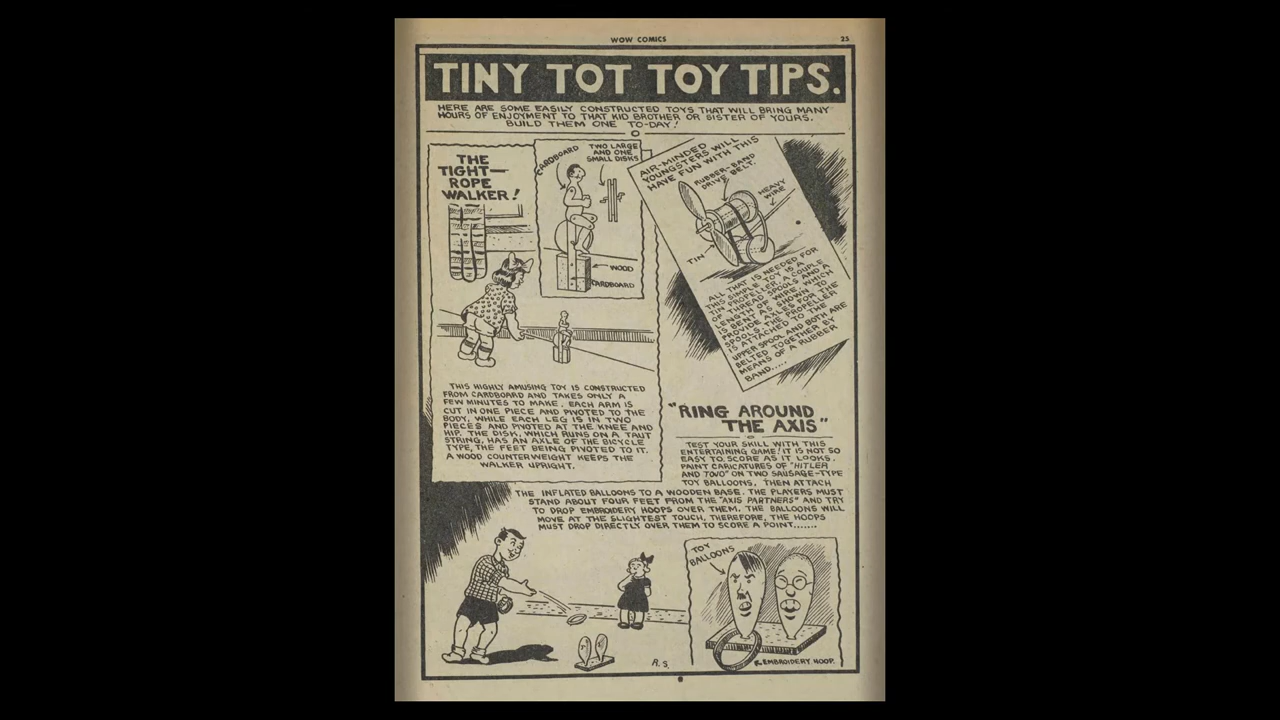 WOW COMICS 25
TINY TOT TOY TIPS.
HERE ARE SOME EASILY CONSTRUCTED TOYS THAT WILL BRING MANY
HOURS OF ENJOYMENT TO THAT KID BROTHER OR SISTER OF YOURS.
BUILD THEM ONE TO-DAY!
THE
TIGHT—
ROPE
WALKER!
CARDBOARD
TWO LARGE
AND ONE
SMALL DISKS
WOOD
CARDBOARD
THIS HIGHLY AMUSING TOY IS CONSTRUCTED
FROM CARDBOARD AND TAKES ONLY A
FEW MINUTES TO MAKE. EACH ARM IS
CUT IN ONE PIECE AND PIVOTED TO THE
BODY, WHILE EACH LEG IS IN TWO
PIECES AND PIVOTED AT THE KNEE AND
HIP. THE DISK, WHICH RUNS ON A TAUT
STRING, HAS AN AXLE OF THE BICYCLE
TYPE, THE FEET BEING PIVOTED TO IT.
A WOOD COUNTERWEIGHT KEEPS THE
WALKER UPRIGHT.
AIR-MINDED
YOUNGSTERS WILL
HAVE FUN WITH THIS
RUBBER-BAND
DRIVE BELT.
HEAVY
WIRE
TIN
ALL THAT IS NEEDED FOR
THIS SIMPLE TOY IS A
TIN PROPELLER, A COUPLE
OF THREAD SPOOLS AND A
LENGTH OF WIRE WHICH
IS BENT AS SHOWN TO
PROVIDE AXLES FOR THE
SPOOLS. THE PROPELLER
IS ATTACHED TO THE
UPPER SPOOL AND BOTH ARE
BELTED TOGETHER BY
MEANS OF A RUBBER
BAND.....
"RING AROUND
THE AXIS"
TEST YOUR SKILL WITH THIS
ENTERTAINING GAME! IT IS NOT SO
EASY TO SCORE AS IT LOOKS.
PAINT CARICATURES OF "HITLER
AND TOJO" ON TWO SAUSAGE-TYPE
TOY BALLOONS, THEN ATTACH
THE INFLATED BALLOONS TO A WOODEN BASE. THE PLAYERS MUST
STAND ABOUT FOUR FEET FROM THE "AXIS PARTNERS" AND TRY
TO DROP EMBROIDERY HOOPS OVER THEM. THE BALLOONS WILL
MOVE AT THE SLIGHTEST TOUCH, THEREFORE, THE HOOPS
MUST DROP DIRECTLY OVER THEM TO SCORE A POINT.......
TOY
BALLOONS
EMBROIDERY HOOP.
R.S.